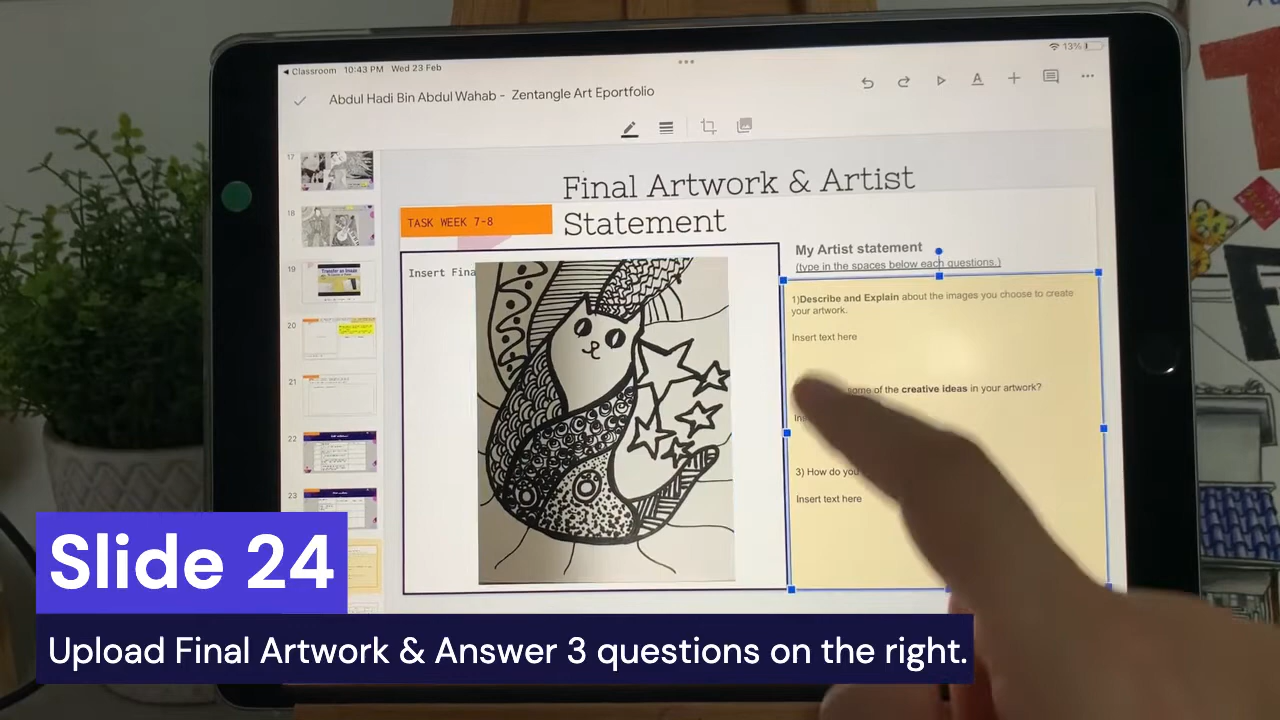 Classroom 10:43 PM Wed 23 Feb
13%
Abdul Hadi Bin Abdul Wahab - Zentangle Art Eportfolio
A
17
18
19
20
21
22
23
Final Artwork & Artist
Statement
TASK WEEK 7-8
Insert Fina
My Artist statement
(type in the spaces below each questions.)
1)Describe and Explain about the images you choose to create
your artwork.
Insert text here
some of the creative ideas in your artwork?
3) How do you
Insert text here
Slide 24
Upload Final Artwork & Answer 3 questions on the right.